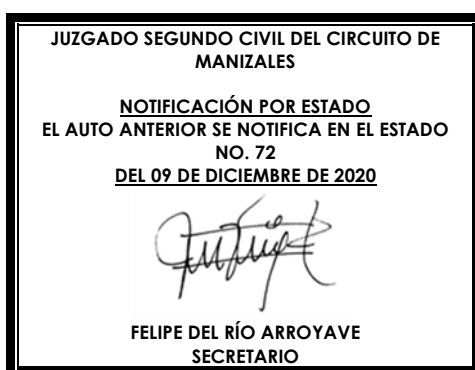 JUZGADO SEGUNDO CIVIL DEL CIRCUITO DE
MANIZALES
NOTIFICACIÓN POR ESTADO
EL AUTO ANTERIOR SE NOTIFICA EN EL ESTADO
NO. 72
DEL 09 DE DICIEMBRE DE 2020
FELIPE DEL RÍO ARROYAVE
SECRETARIO